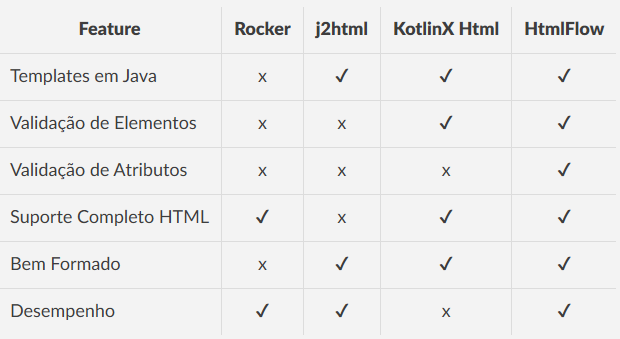 Feature Rocker j2html KotlinX Html HtmlFlow
Templates em Java x ✓ ✓ ✓
Validação de Elementos x x ✓ ✓
Validação de Atributos x x x ✓
Suporte Completo HTML ✓ x ✓ ✓
Bem Formado x ✓ ✓ ✓
Desempenho ✓ ✓ x ✓